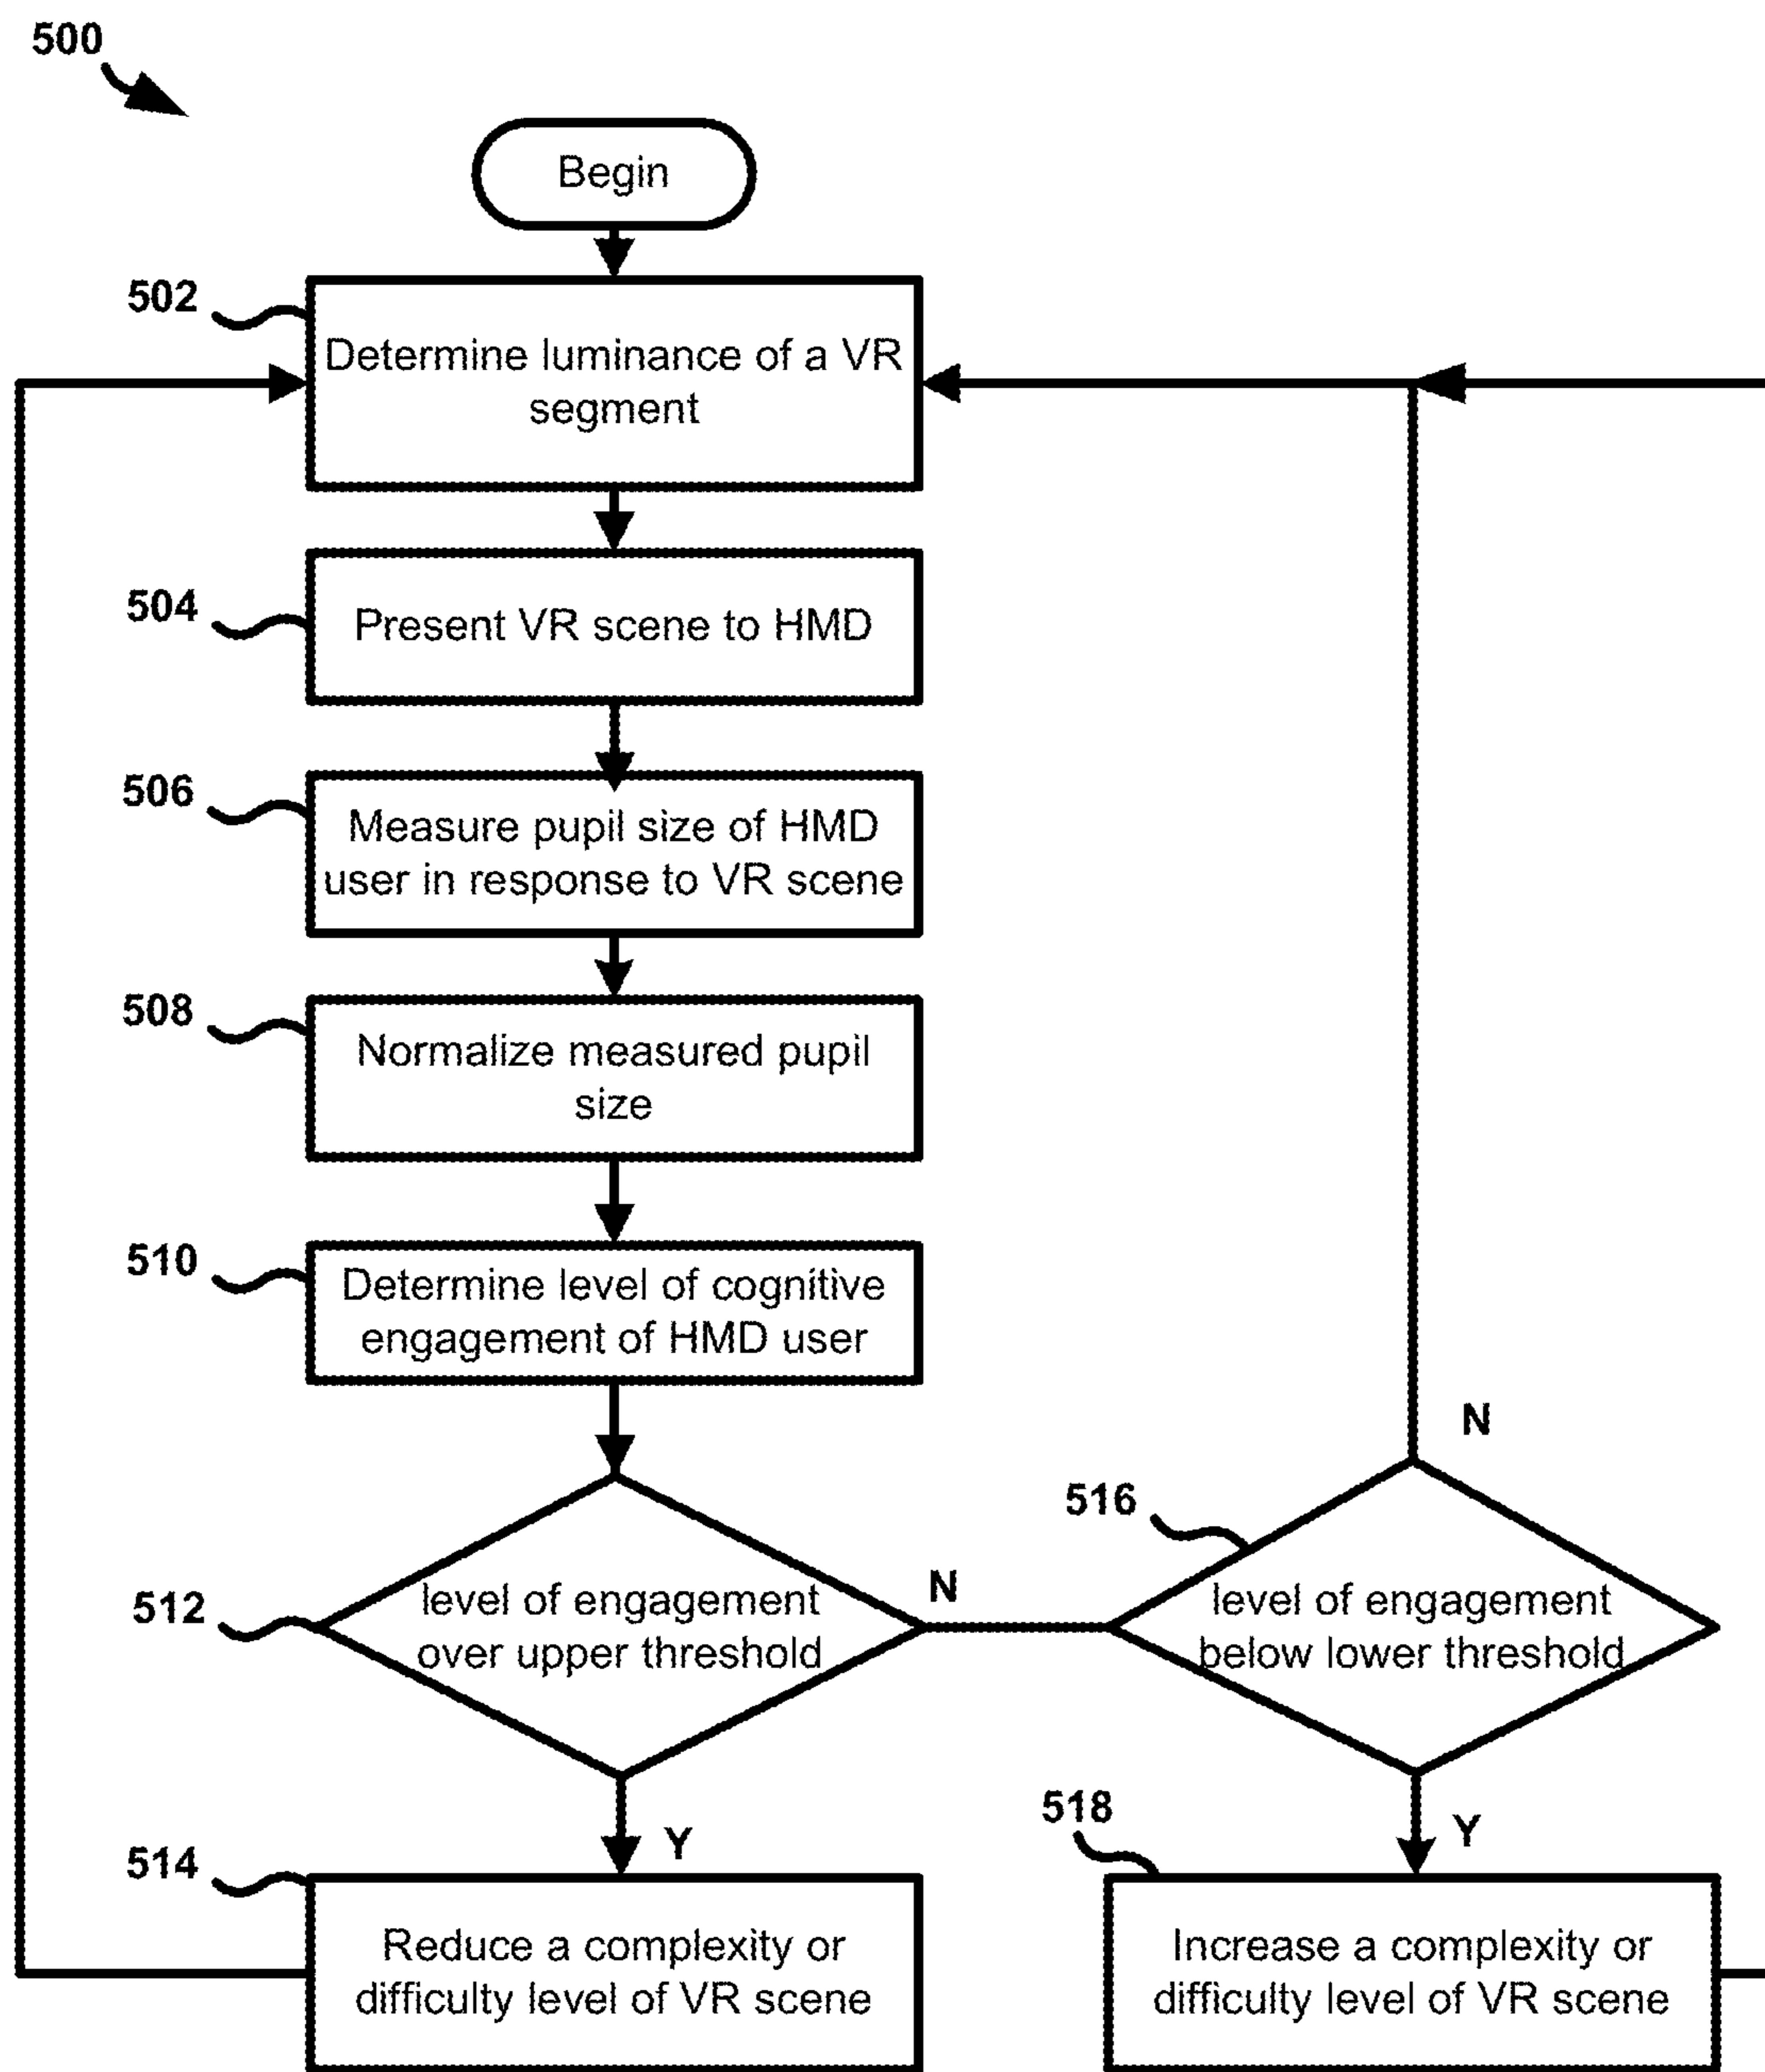 500
Begin
502
Determine luminance of a VR
segment
504
Present VR scene to HMD
506
Measure pupil size of HMD
user in response to VR scene
508
Normalize measured pupil
size
510
Determine level of cognitive
engagement of HMD user
512
level of engagement
over upper threshold
N
516
level of engagement
below lower threshold
N
Y
514
Reduce a complexity or
difficulty level of VR scene
Y
518
Increase a complexity or
difficulty level of VR scene